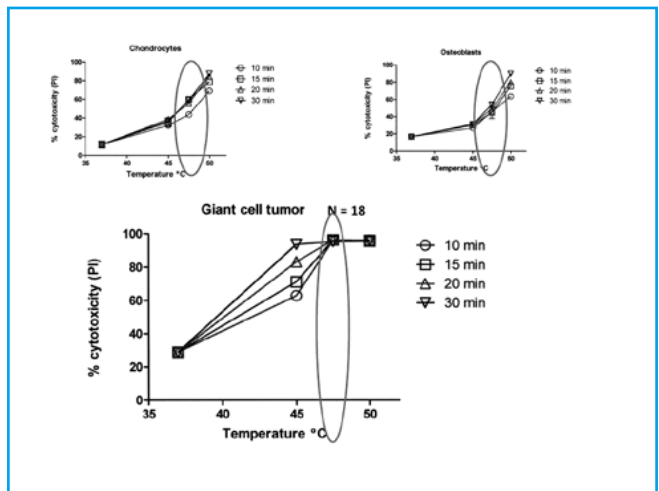 Chondrocytes
% cytotoxicity (PI)
100
80
60
40
20
0
35
40
45
50
Temperature °C
10 min
15 min
20 min
30 min
Osteoblasts
% cytotoxicity (PI)
100
80
60
40
20
0
35
40
45
50
Temperature °C
10 min
15 min
20 min
30 min
Giant cell tumor N = 18
% cytotoxicity (PI)
100
80
60
40
20
0
35
40
45
50
Temperature °C
10 min
15 min
20 min
30 min